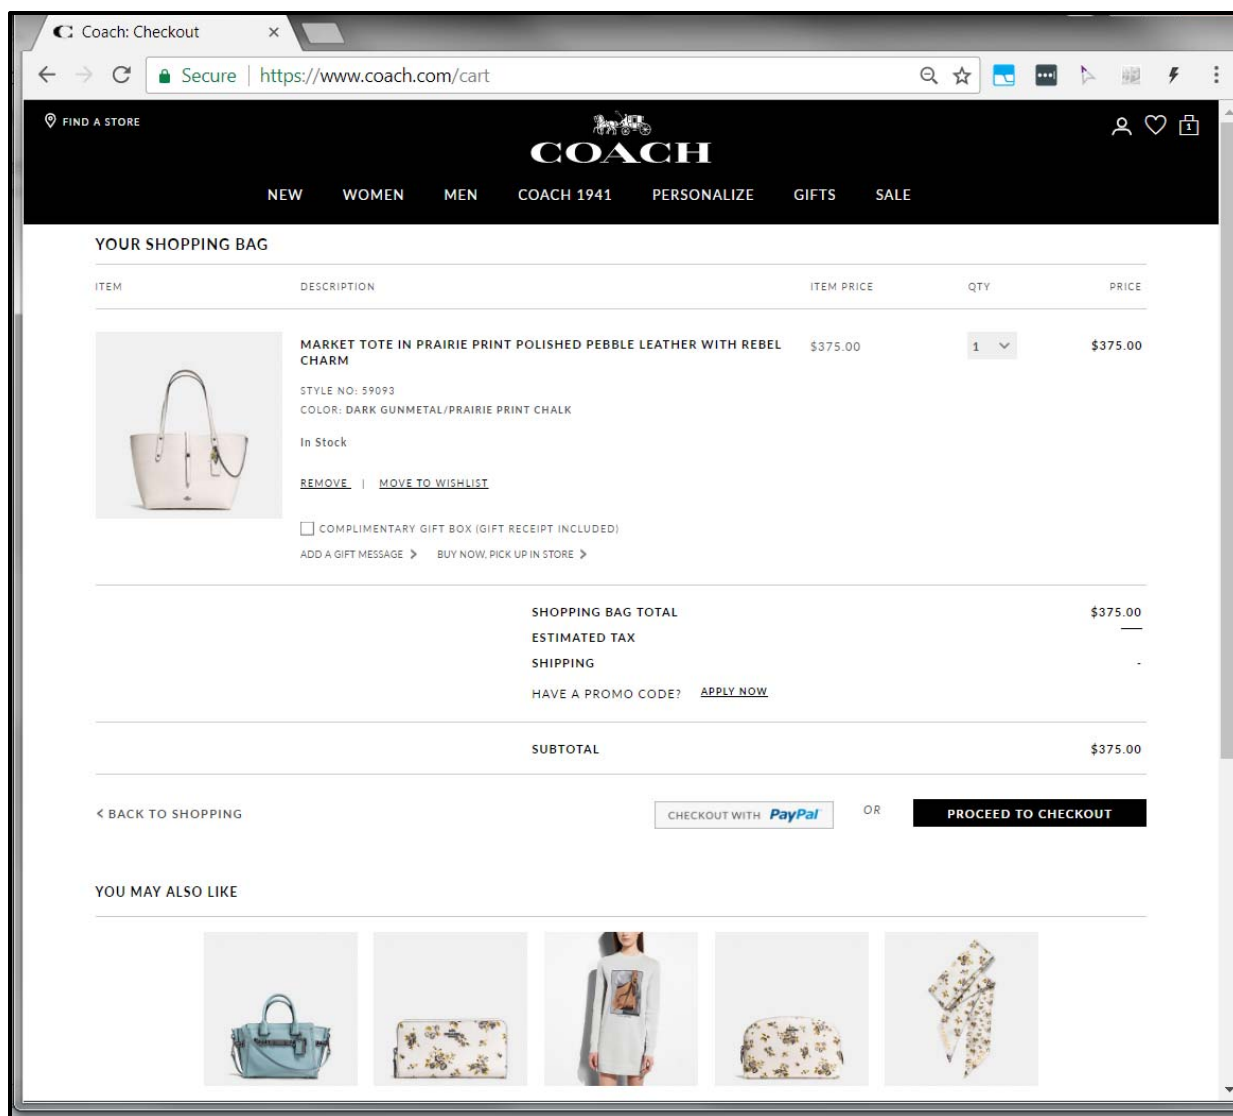 Coach: Checkout
Secure
https://www.coach.com/cart
FIND A STORE
COACH
1
NEW WOMEN MEN COACH 1941 PERSONALIZE GIFTS SALE
YOUR SHOPPING BAG
ITEM DESCRIPTION ITEM PRICE QTY PRICE
MARKET TOTE IN PRAIRIE PRINT POLISHED PEBBLE LEATHER WITH REBEL $375.00 1 $375.00
CHARM
STYLE NO: 59093
COLOR: DARK GUNMETAL/PRAIRIE PRINT CHALK
In Stock
REMOVE | MOVE TO WISHLIST
COMPLIMENTARY GIFT BOX (GIFT RECEIPT INCLUDED)
ADD A GIFT MESSAGE > BUY NOW, PICK UP IN STORE >
SHOPPING BAG TOTAL $375.00
ESTIMATED TAX
SHIPPING -
HAVE A PROMO CODE? APPLY NOW
SUBTOTAL $375.00
< BACK TO SHOPPING CHECKOUT WITH PayPal OR PROCEED TO CHECKOUT
YOU MAY ALSO LIKE